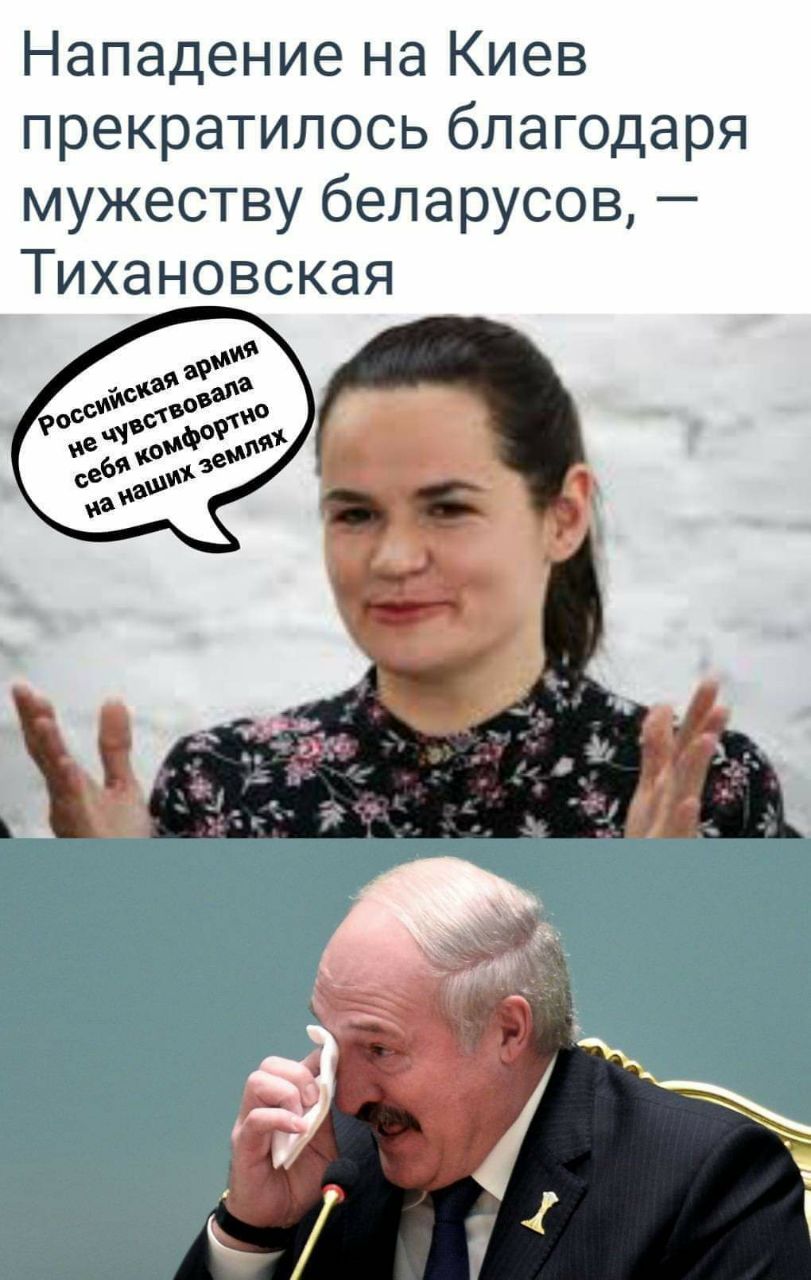 Нападение на Киев
прекратилось благодаря
мужеству беларусов, –
Тихановская
Российская армия
не чувствовала
себя комфортно
на наших землях